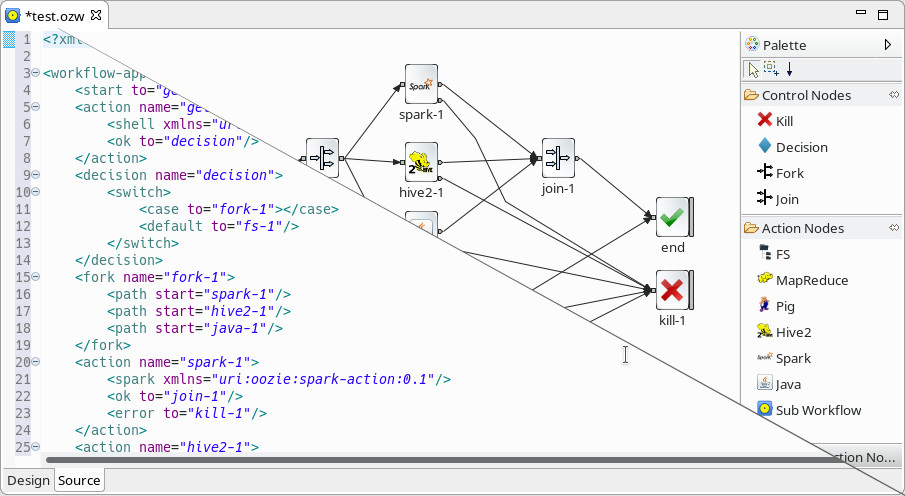 *test.ozw
1 <?xml
2
3 <workflow-app
4 <start to="ge
5 <action name="get
6 <shell xmlns="ur
7 <ok to="decision"/>
8 </action>
9 <decision name="decision">
10 <switch>
11 <case to="fork-1"></case>
12 <default to="fs-1"/>
13 </switch>
14 </decision>
15 <fork name="fork-1">
16 <path start="spark-1"/>
17 <path start="hive2-1"/>
18 <path start="java-1"/>
19 </fork>
20 <action name="spark-1">
21 <spark xmlns="uri:oozie:spark-action:0.1"/>
22 <ok to="join-1"/>
23 <error to="kill-1"/>
24 </action>
25 <action name="hive2-1">
Design
Source
Spark
spark-1
2 HIVE
hive2-1
join-1
end
kill-1
Palette
Control Nodes
Kill
Decision
Fork
Join
Action Nodes
FS
MapReduce
Pig
Hive2
Spark
Java
Sub Workflow
ction No...